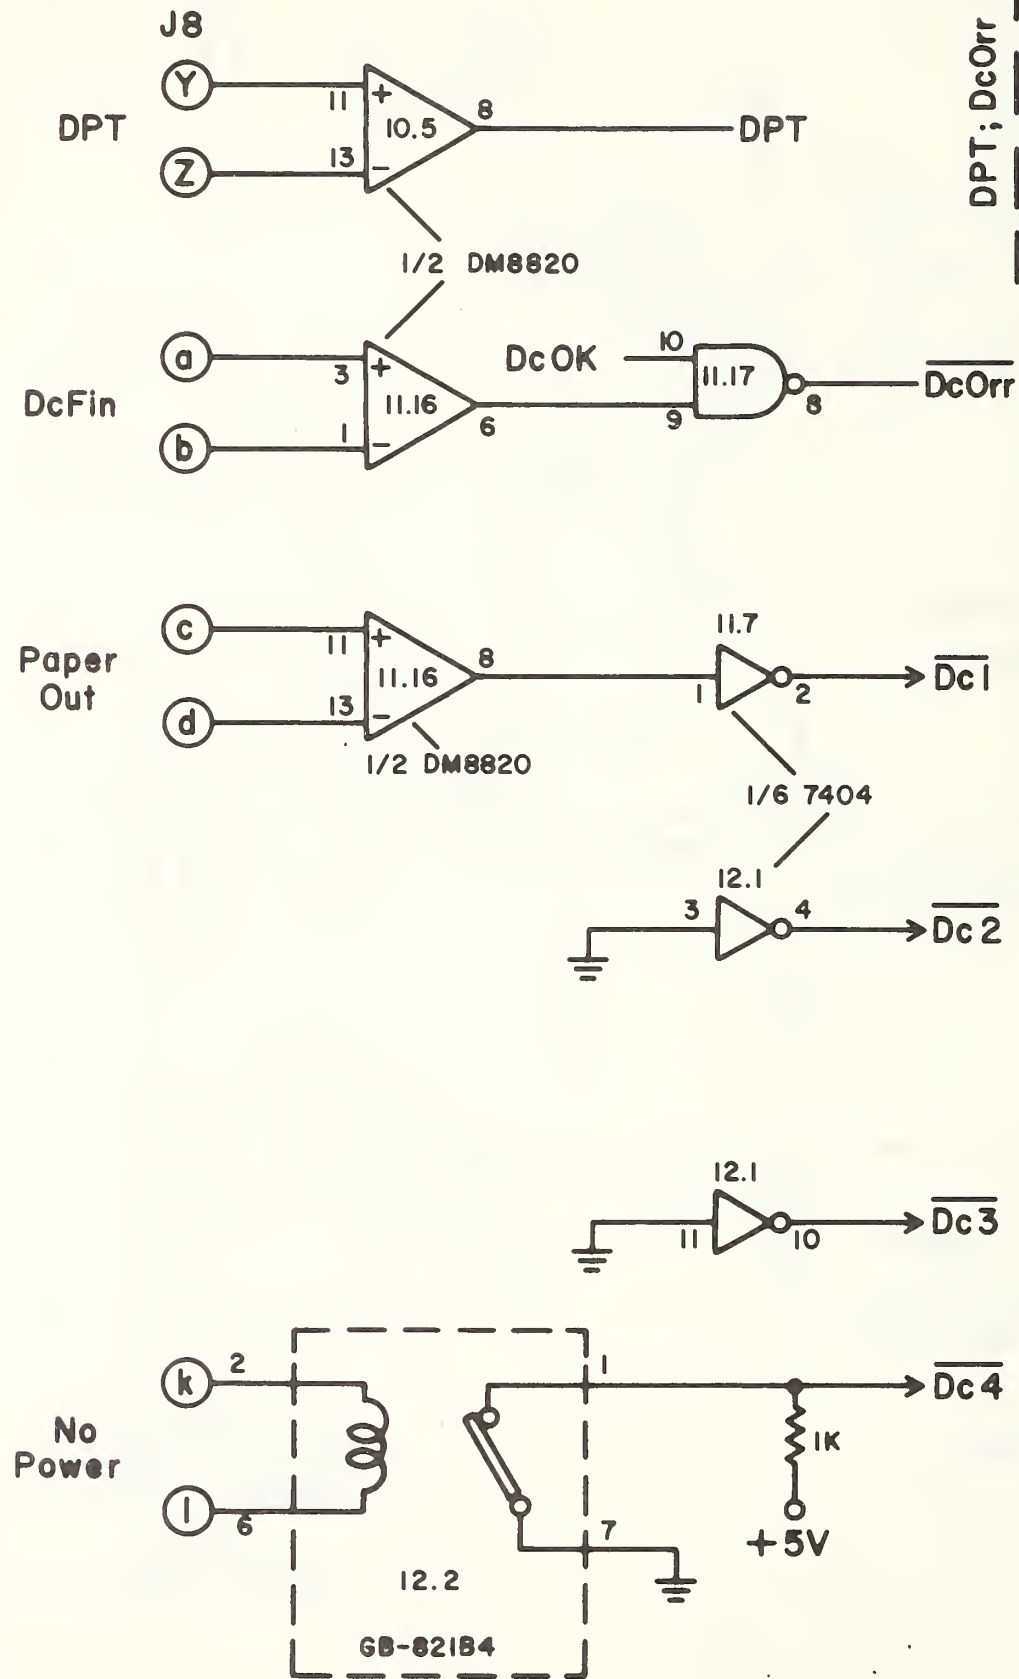 J8
DPT; DcOrr
Y
11
+
10.5
8
DPT
DPT
Z
13
−
1/2 DM8820
a
3
+
DcOK
10
11.17
8
DcOrr
DcFin
11.16
6
9
b
1
−
c
11
+
8
11.7
Paper
Out
11.16
1
2
Dc1
d
13
−
1/2 DM8820
1/6 7404
12.1
3
4
Dc2
12.1
11
10
Dc3
k
2
1
Dc4
No
Power
1K
l
6
7
+5V
12.2
GB-821B4